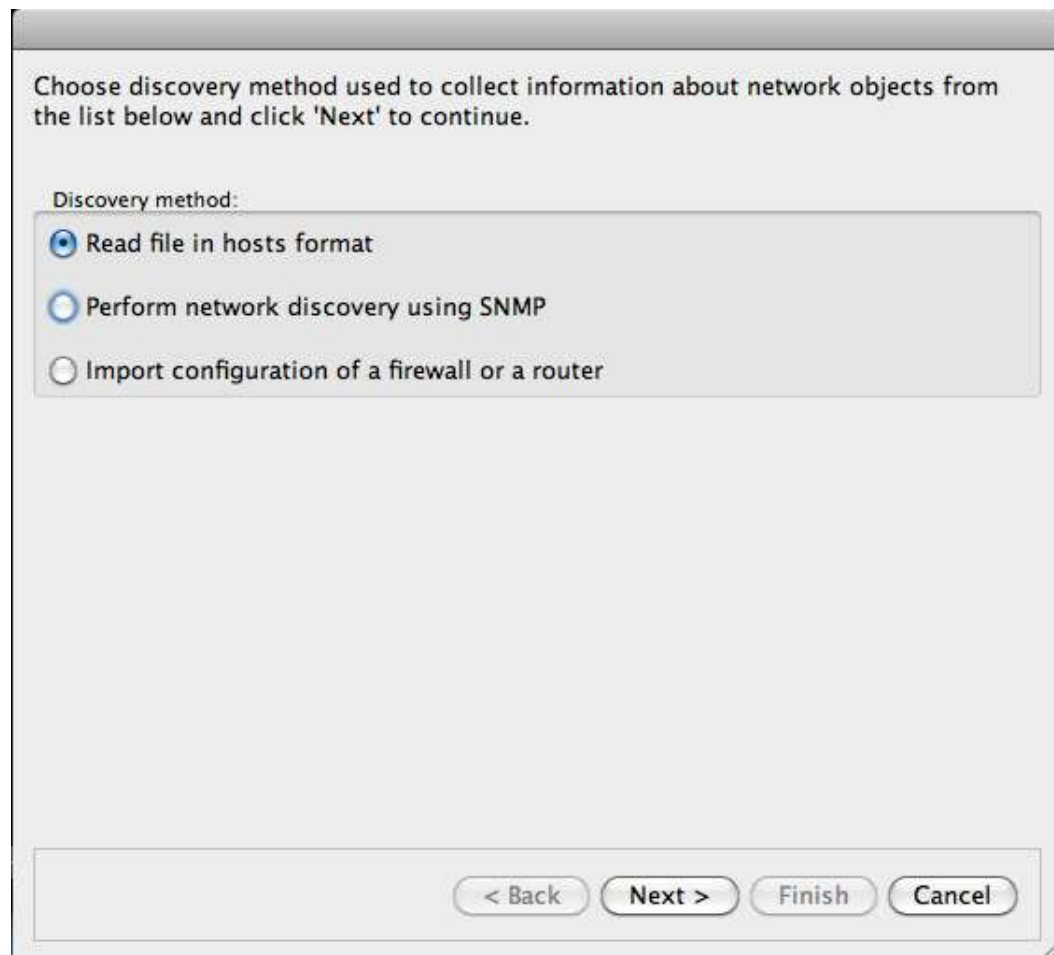 Choose discovery method used to collect information about network objects from
the list below and click 'Next' to continue.
Discovery method:
Read file in hosts format
Perform network discovery using SNMP
Import configuration of a firewall or a router
< Back Next > Finish Cancel